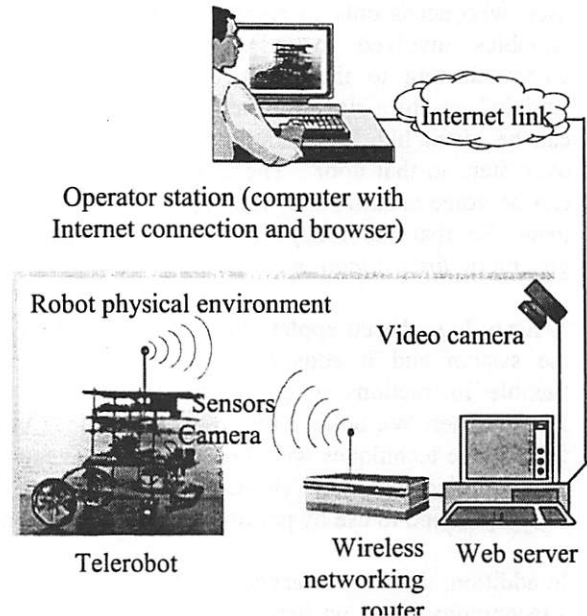 Internet link
Operator station (computer with
Internet connection and browser)
Robot physical environment
Video camera
Sensors
Camera
Telerobot
Wireless
networking
router
Web server